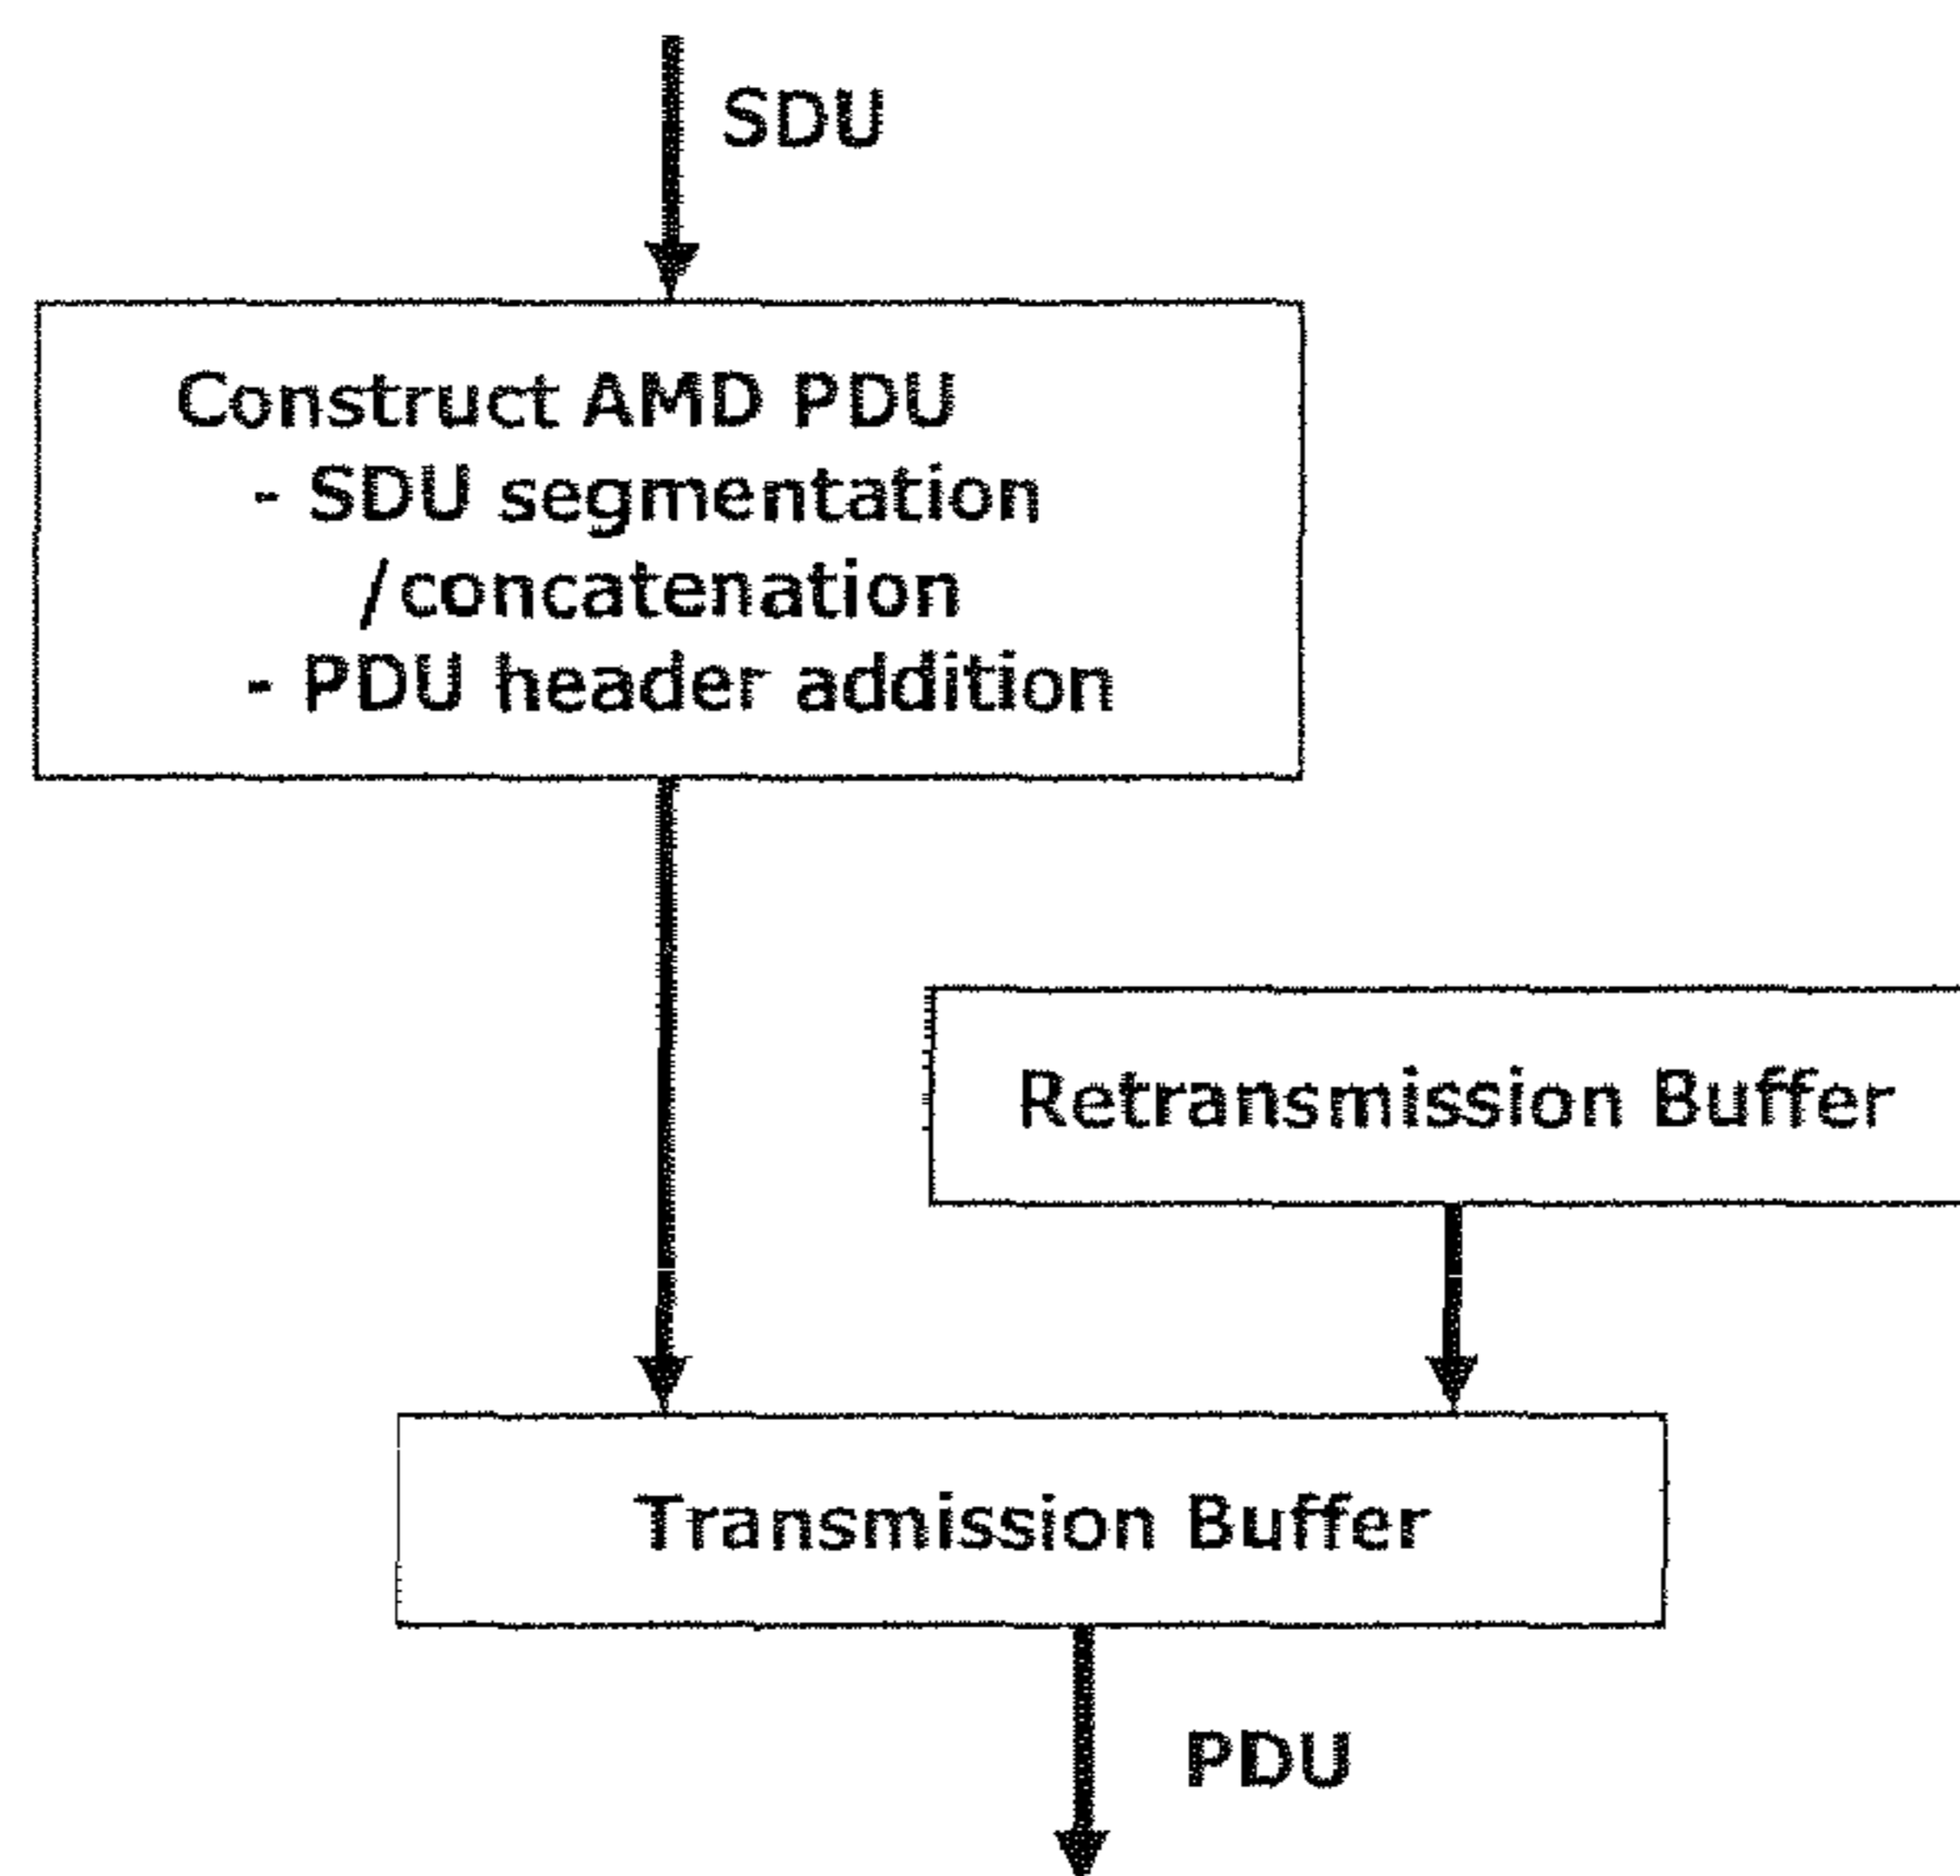 SDU
Construct AMD PDU
- SDU segmentation
/concatenation
- PDU header addition
Retransmission Buffer
Transmission Buffer
PDU